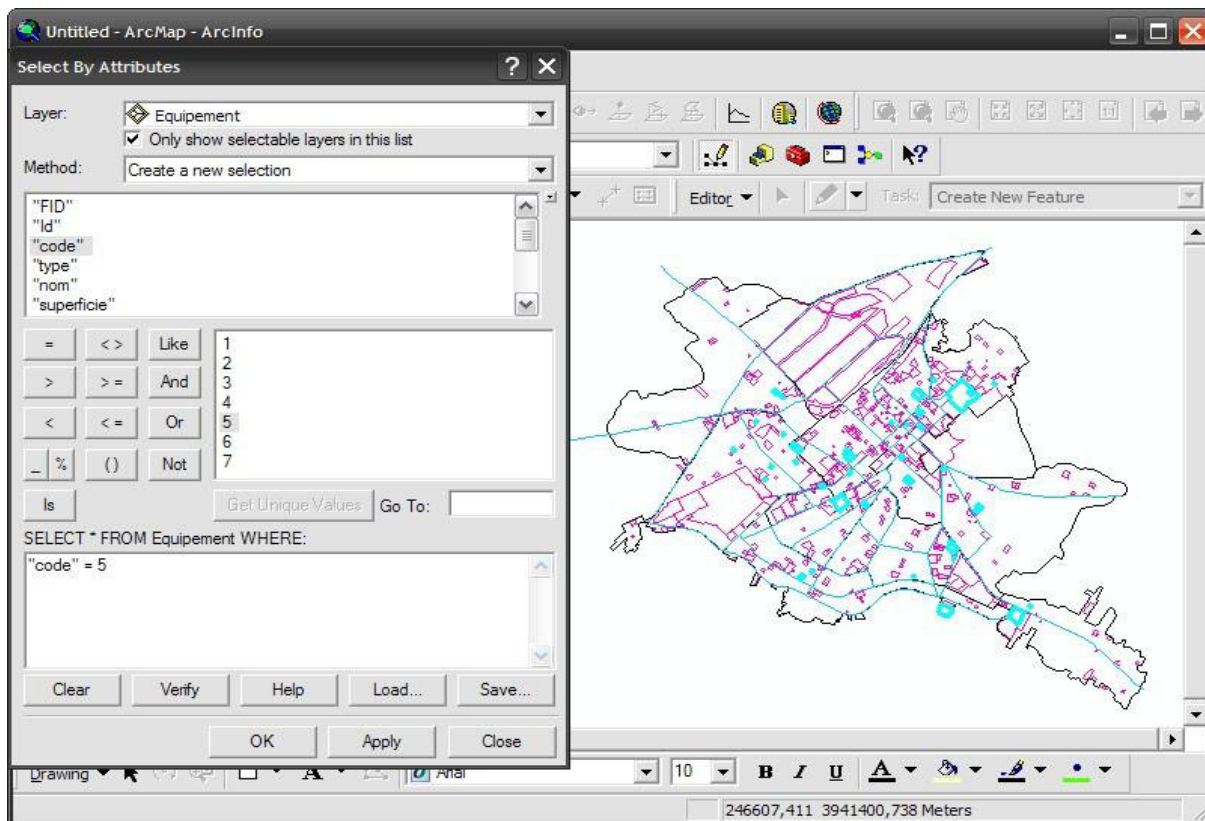 Untitled - ArcMap - ArcInfo
Select By Attributes
?
Layer: Equipement
Only show selectable layers in this list
Method: Create a new selection
"FID"
"Id"
"code"
"type"
"nom"
"superficie"
= < > Like
> > = And
< < = Or
_ % ( ) Not
Is
1
2
3
4
5
6
7
Get Unique Values Go To:
SELECT * FROM Equipement WHERE:
"code" = 5
Clear Verify Help Load... Save...
OK Apply Close
1:1
?
Editor Task: Create New Feature
Drawing A Arial 10 B I U A
246607,411 3941400,738 Meters